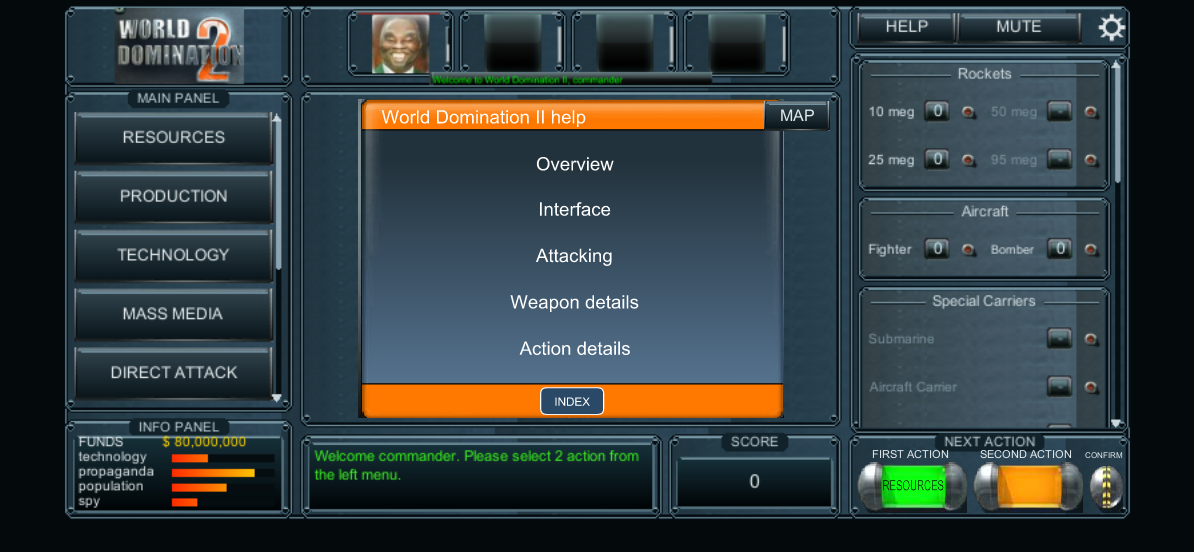 WORLD
DOMINATION
2
Welcome to World Domination II, commander
HELP
MUTE
MAIN PANEL
RESOURCES
PRODUCTION
TECHNOLOGY
MASS MEDIA
DIRECT ATTACK
World Domination II help
MAP
Overview
Interface
Attacking
Weapon details
Action details
INDEX
Rockets
10 meg 0 50 meg -
25 meg 0 95 meg -
Aircraft
Fighter 0 Bomber 0
Special Carriers
Submarine -
Aircraft Carrier -
INFO PANEL
FUNDS $ 80,000,000
technology
propaganda
population
spy
Welcome commander. Please select 2 action from
the left menu.
SCORE
0
NEXT ACTION
FIRST ACTION SECOND ACTION CONFIRM
RESOURCES